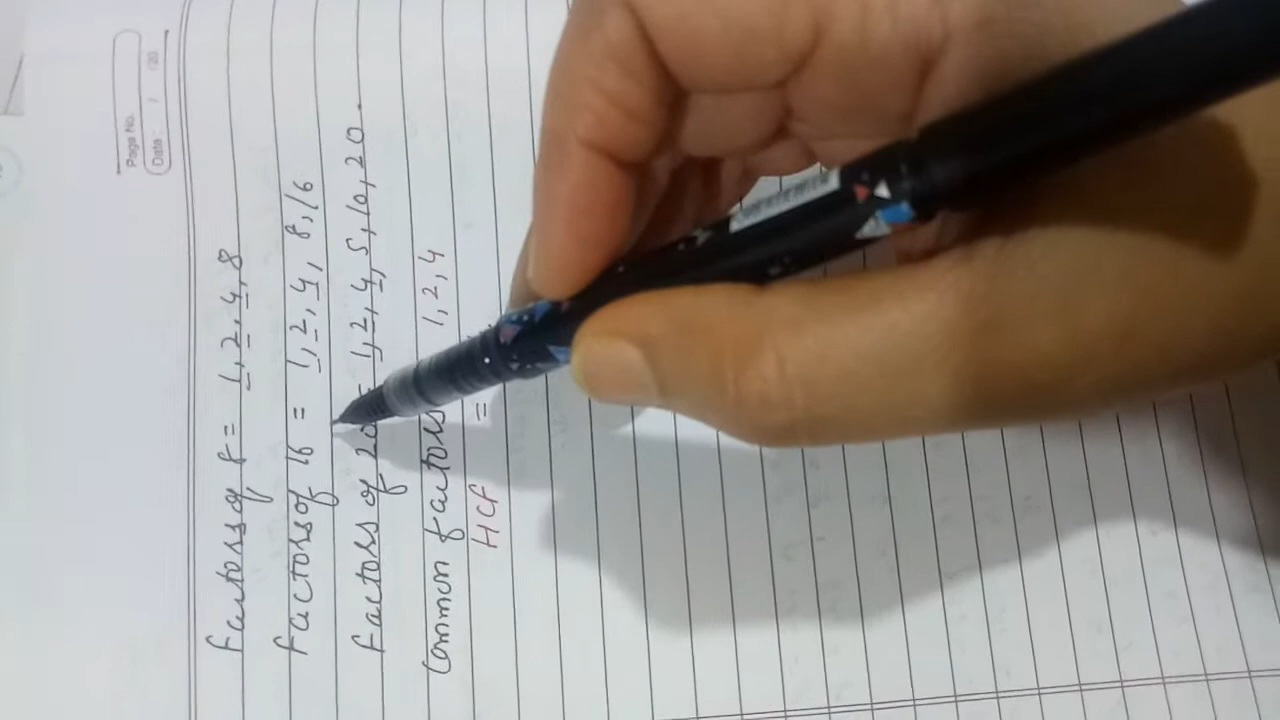 Page No.
Date / /20
Factors of 8 = 1, 2, 4, 8
Factors of 16 = 1, 2, 4, 8, 16
Factors of 20 = 1, 2, 4, 5, 10, 20.
Common factors 1, 2, 4
HCF =